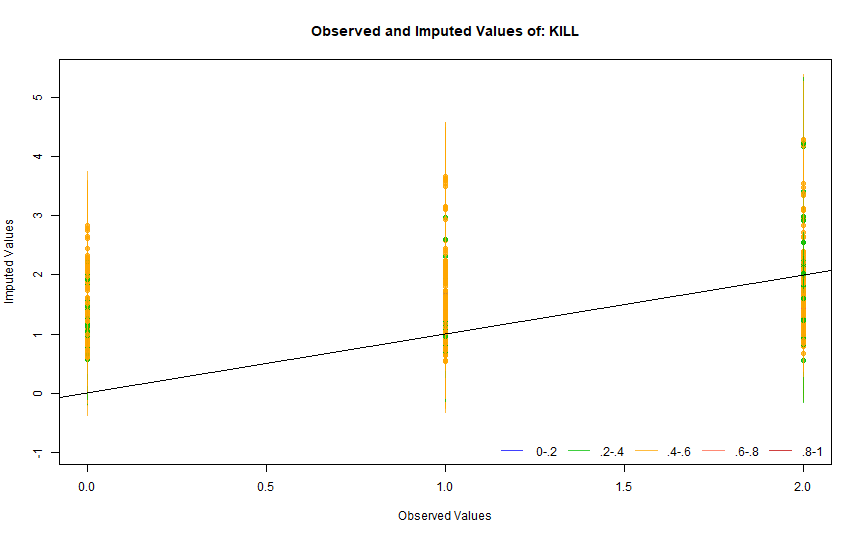 Observed and Imputed Values of: KILL
Imputed Values
5
4
3
2
1
0
-1
0-.2 .2-.4 .4-.6 .6-.8 .8-1
0.0 0.5 1.0 1.5 2.0
Observed Values